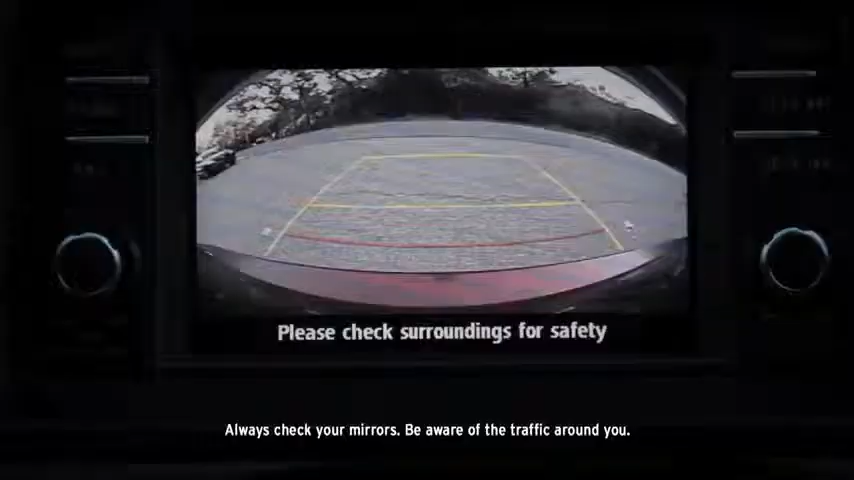 Please check surroundings for safety
Always check your mirrors. Be aware of the traffic around you.